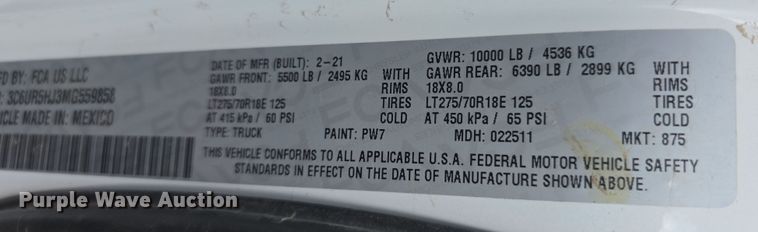 FD BY: FCA US LLC
: 3C6UR5HJ3MG559858
ICLE MADE IN: MEXICO
DATE OF MFR (BUILT): 2-21
GVWR: 10000 LB / 4536 KG
GAWR FRONT: 5500 LB / 2495 KG WITH
GAWR REAR: 6390 LB / 2899 KG WITH
18X8.0 RIMS
18X8.0 RIMS
LT275/70R18E 125 TIRES
LT275/70R18E 125 TIRES
AT 415 kPa / 60 PSI COLD
AT 450 kPa / 65 PSI COLD
TYPE: TRUCK PAINT: PW7 MDH: 022511 MKT: 875
THIS VEHICLE CONFORMS TO ALL APPLICABLE U.S.A. FEDERAL MOTOR VEHICLE SAFETY
STANDARDS IN EFFECT ON THE DATE OF MANUFACTURE SHOWN ABOVE.
Purple Wave Auction